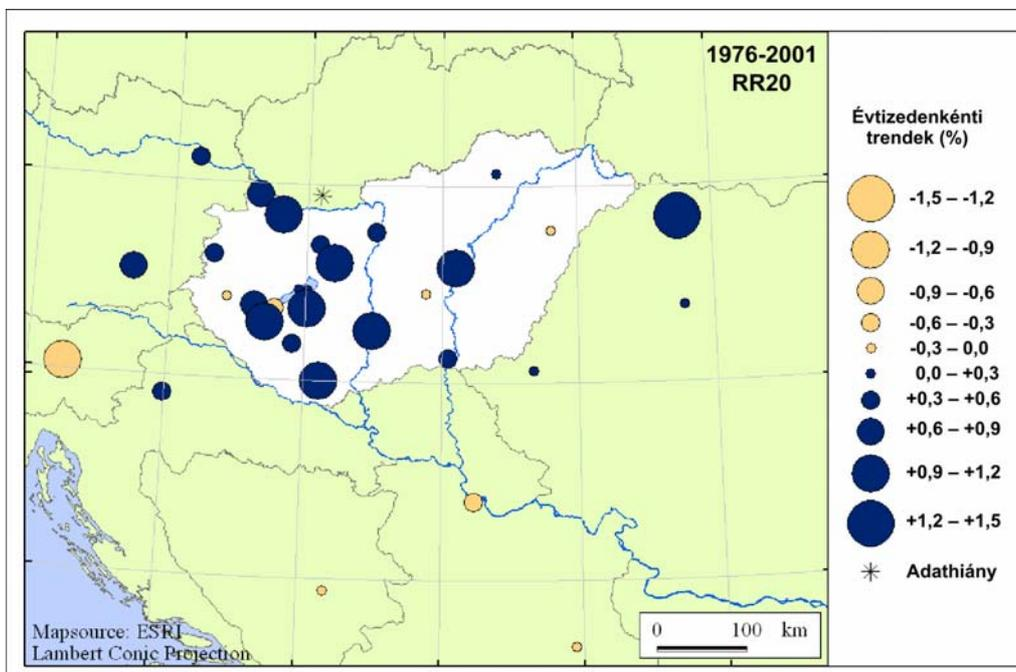 1976-2001
RR20
Évtizedenkénti
trendek (%)
-1,5 – -1,2
-1,2 – -0,9
-0,9 – -0,6
-0,6 – -0,3
-0,3 – 0,0
0,0 – +0,3
+0,3 – +0,6
+0,6 – +0,9
+0,9 – +1,2
+1,2 – +1,5
Adathiány
Mapsource: ESRI
Lambert Conic Projection
0 100 km